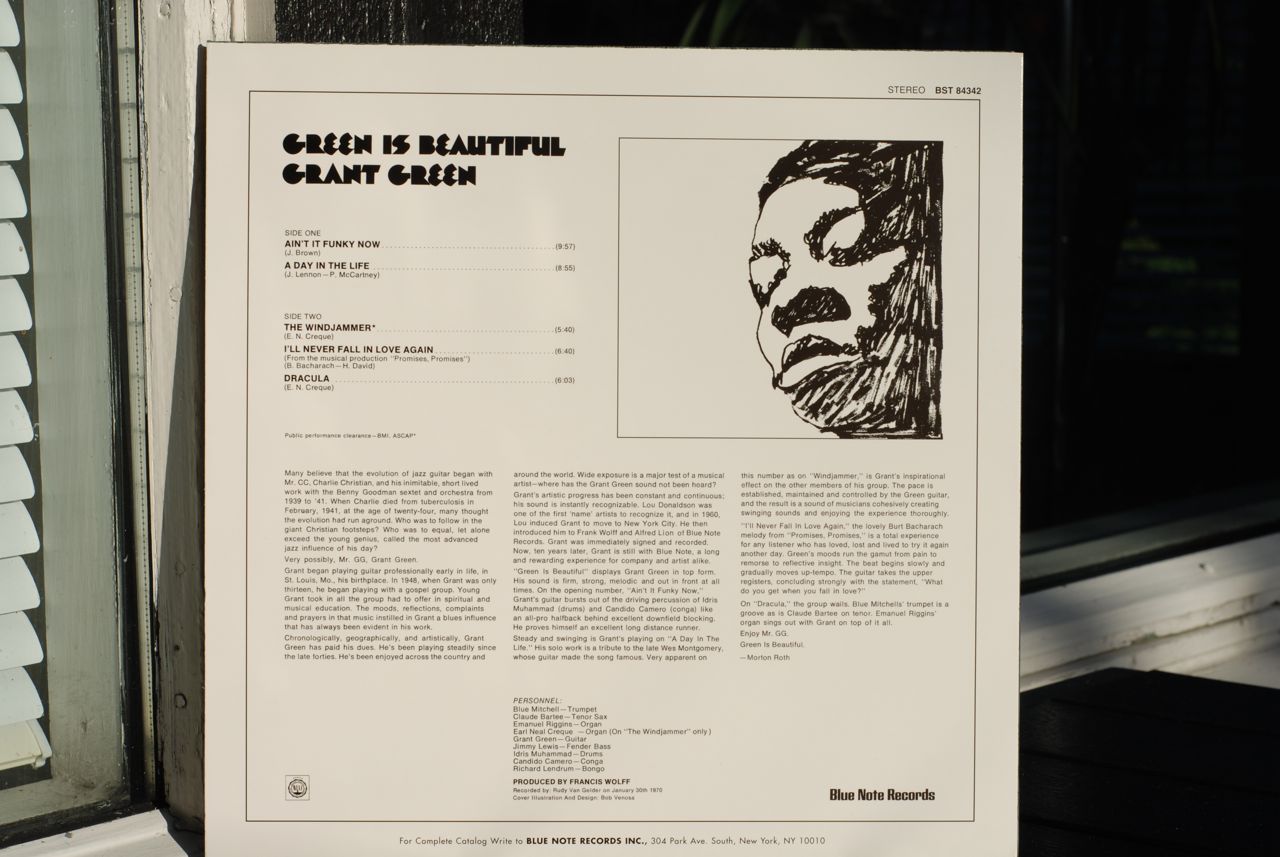 STEREO BST 84342
GREEN IS BEAUTIFUL
GRANT GREEN
SIDE ONE
AIN'T IT FUNKY NOW (9:57)
(J. Brown)
A DAY IN THE LIFE (8:55)
(J. Lennon—P. McCartney)
SIDE TWO
THE WINDJAMMER* (5:40)
(E. N. Creque)
I'LL NEVER FALL IN LOVE AGAIN (6:40)
(From the musical production "Promises, Promises")
(B. Bacharach—H. David)
DRACULA (6:03)
(E. N. Creque)
Public performance clearance—BMI, ASCAP*
Many believe that the evolution of jazz guitar began with
Mr. CC, Charlie Christian, and his inimitable, short lived
work with the Benny Goodman sextet and orchestra from
1939 to '41. When Charlie died from tuberculosis in
February, 1941, at the age of twenty-four, many thought
the evolution had run aground. Who was to follow in the
giant Christian footsteps? Who was to equal, let alone
exceed the young genius, called the most advanced
jazz influence of his day?
Very possibly, Mr. GG, Grant Green.
Grant began playing guitar professionally early in life, in
St. Louis, Mo., his birthplace. In 1948, when Grant was only
thirteen, he began playing with a gospel group. Young
Grant took in all the group had to offer in spiritual and
musical education. The moods, reflections, complaints
and prayers in that music instilled in Grant a blues influence
that has always been evident in his work.
Chronologically, geographically, and artistically, Grant
Green has paid his dues. He's been playing steadily since
the late forties. He's been enjoyed across the country and
around the world. Wide exposure is a major test of a musical
artist—where has the Grant Green sound not been heard?
Grant's artistic progress has been constant and continuous;
his sound is instantly recognizable. Lou Donaldson was
one of the first 'name' artists to recognize it, and in 1960,
Lou induced Grant to move to New York City. He then
introduced him to Frank Wolff and Alfred Lion of Blue Note
Records. Grant was immediately signed and recorded.
Now, ten years later, Grant is still with Blue Note, a long
and rewarding experience for company and artist alike.
"Green Is Beautiful" displays Grant Green in top form.
His sound is firm, strong, melodic and out in front at all
times. On the opening number, "Ain't It Funky Now,"
Grant's guitar bursts out of the driving percussion of Idris
Muhammad (drums) and Candido Camero (conga) like
an all-pro halfback behind excellent downfield blocking.
He proves himself an excellent long distance runner.
Steady and swinging is Grant's playing on "A Day In The
Life." His solo work is a tribute to the late Wes Montgomery,
whose guitar made the song famous. Very apparent on
this number as on "Windjammer," is Grant's inspirational
effect on the other members of his group. The pace is
established, maintained and controlled by the Green guitar,
and the result is a sound of musicians cohesively creating
swinging sounds and enjoying the experience thoroughly.
"I'll Never Fall In Love Again," the lovely Burt Bacharach
melody from "Promises, Promises," is a total experience
for any listener who has loved, lost and lived to try it again
another day. Green's moods run the gamut from pain to
remorse to reflective insight. The beat begins slowly and
gradually moves up-tempo. The guitar takes the upper
registers, concluding strongly with the statement, "What
do you get when you fall in love?"
On "Dracula," the group wails. Blue Mitchells' trumpet is a
groove as is Claude Bartee on tenor. Emanuel Riggins'
organ sings out with Grant on top of it all.
Enjoy Mr. GG.
Green Is Beautiful.
—Morton Roth
PERSONNEL:
Blue Mitchell—Trumpet
Claude Bartee—Tenor Sax
Emanuel Riggins—Organ
Earl Neal Creque —Organ (On "The Windjammer" only)
Grant Green—Guitar
Jimmy Lewis—Fender Bass
Idris Muhammad—Drums
Candido Camero—Conga
Richard Lendrum—Bongo
PRODUCED BY FRANCIS WOLFF
Recorded by: Rudy Van Gelder on January 30th 1970
Cover Illustration And Design: Bob Venosa
Blue Note Records
For Complete Catalog Write to BLUE NOTE RECORDS INC., 304 Park Ave. South, New York, NY 10010